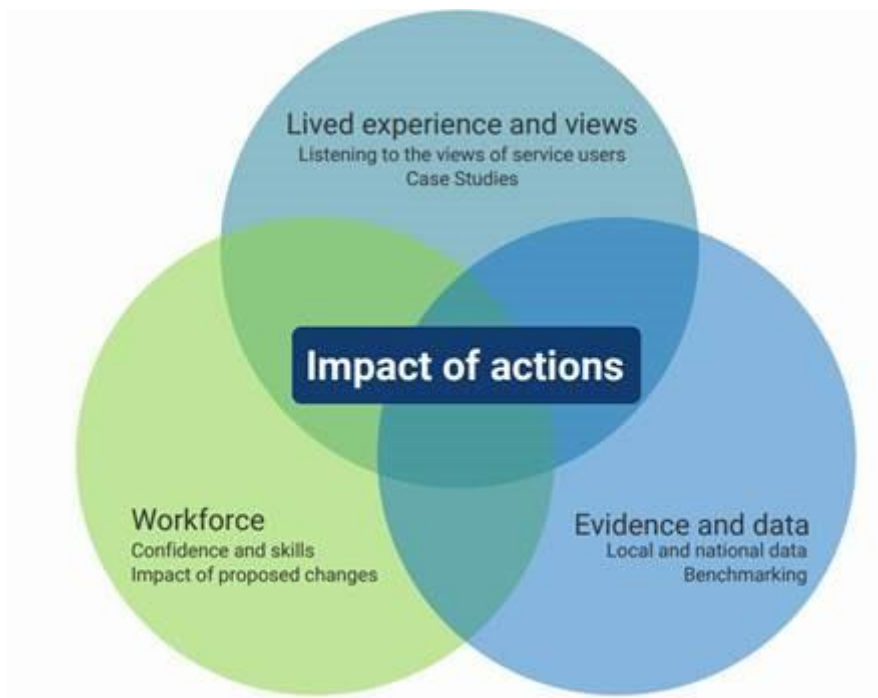 Lived experience and views
Listening to the views of service users
Case Studies
Impact of actions
Workforce
Confidence and skills
Impact of proposed changes
Evidence and data
Local and national data
Benchmarking